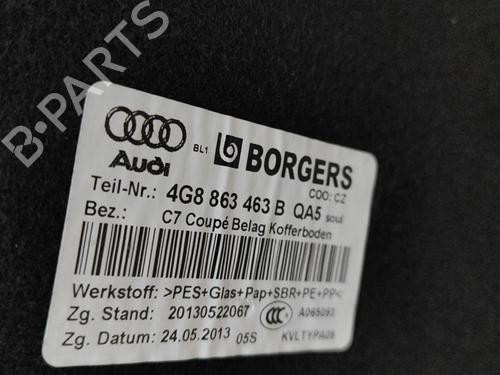 B-PARTS
Audi
BL1 BORGERS
COO: CZ
Teil-Nr.: 4G8 863 463 B QA5 soul
Bez.: C7 Coupé Belag Kofferboden
Werkstoff: >PES+Glas+Pap+SBR+PE+PP<
Zg. Stand: 20130522067 CCC A065093
Zg. Datum: 24.05.2013 05S KVLTYPA09